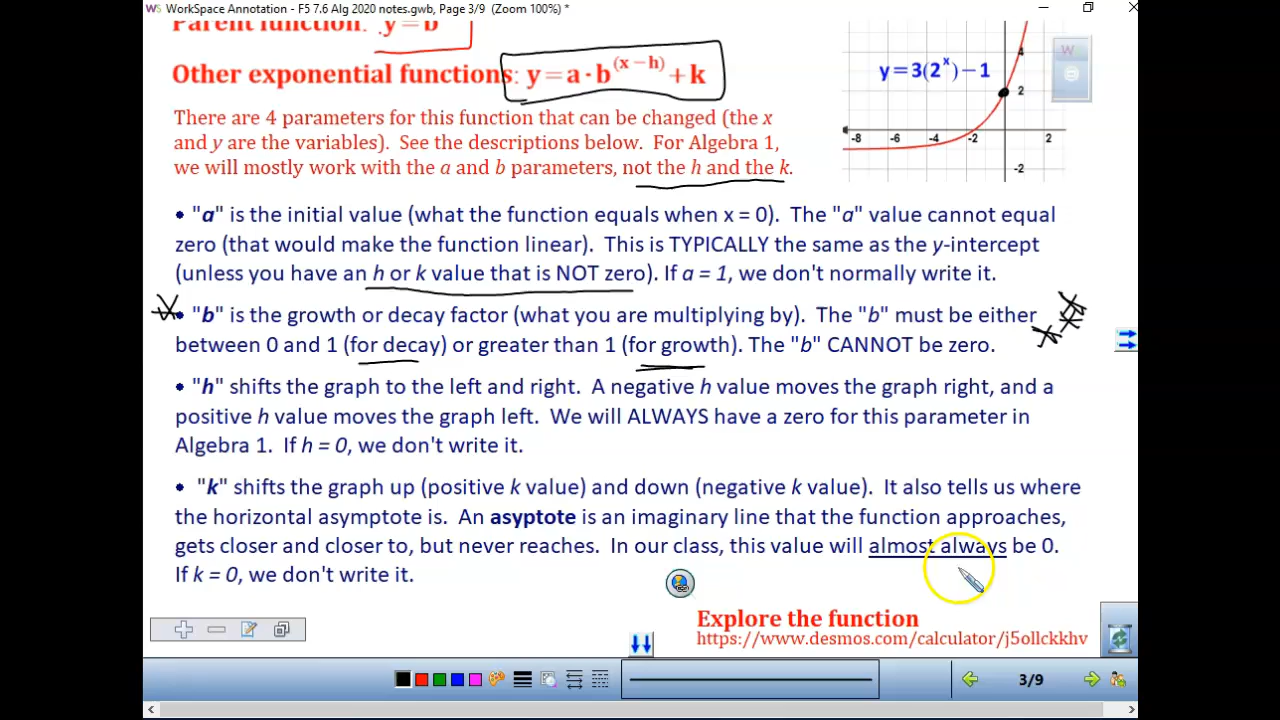 WS WorkSpace Annotation - F5 7.6 Alg 2020 notes.gwb, Page 3/9 (Zoom 100%) *
Parent function: y = b
Other exponential functions: y = a · b^(x – h) + k
y = 3(2^x) – 1
There are 4 parameters for this function that can be changed (the x
and y are the variables). See the descriptions below. For Algebra 1,
we will mostly work with the a and b parameters, not the h and the k.
4
2
-8 -6 -4 -2 2
-2
W
• "a" is the initial value (what the function equals when x = 0). The "a" value cannot equal
zero (that would make the function linear). This is TYPICALLY the same as the y-intercept
(unless you have an h or k value that is NOT zero). If a = 1, we don't normally write it.
• "b" is the growth or decay factor (what you are multiplying by). The "b" must be either
between 0 and 1 (for decay) or greater than 1 (for growth). The "b" CANNOT be zero.
• "h" shifts the graph to the left and right. A negative h value moves the graph right, and a
positive h value moves the graph left. We will ALWAYS have a zero for this parameter in
Algebra 1. If h = 0, we don't write it.
• "k" shifts the graph up (positive k value) and down (negative k value). It also tells us where
the horizontal asymptote is. An asyptote is an imaginary line that the function approaches,
gets closer and closer to, but never reaches. In our class, this value will almost always be 0.
If k = 0, we don't write it.
Explore the function
https://www.desmos.com/calculator/j5ollckkhv
3/9